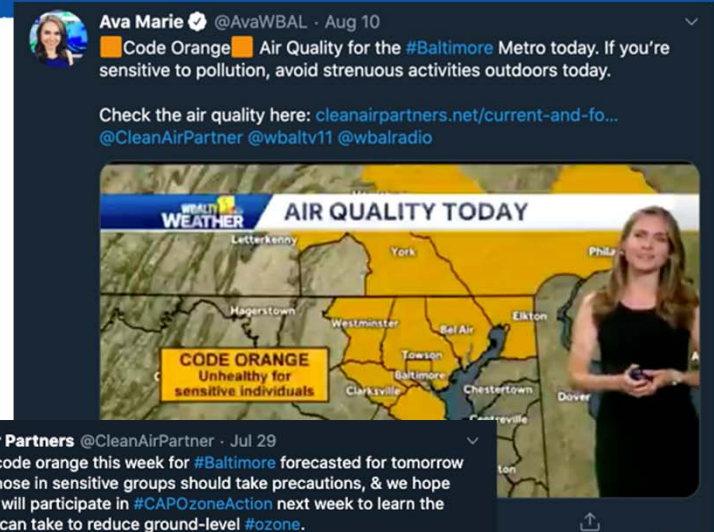 Ava Marie @AvaWBAL · Aug 10
🟧Code Orange🟧 Air Quality for the #Baltimore Metro today. If you're
sensitive to pollution, avoid strenuous activities outdoors today.
Check the air quality here: cleanairpartners.net/current-and-fo...
@CleanAirPartner @wbaltv11 @wbalradio
WBALTV
WEATHER
AIR QUALITY TODAY
Letterkenny
York
Phila
Hagerstown
Westminster
Bel Air
Elkton
CODE ORANGE
Unhealthy for
sensitive individuals
Towson
Baltimore
Clarksville
Chestertown
Dover
Centreville
ton
Partners @CleanAirPartner · Jul 29
code orange this week for #Baltimore forecasted for tomorrow
hose in sensitive groups should take precautions, & we hope
will participate in #CAPOzoneAction next week to learn the
can take to reduce ground-level #ozone.